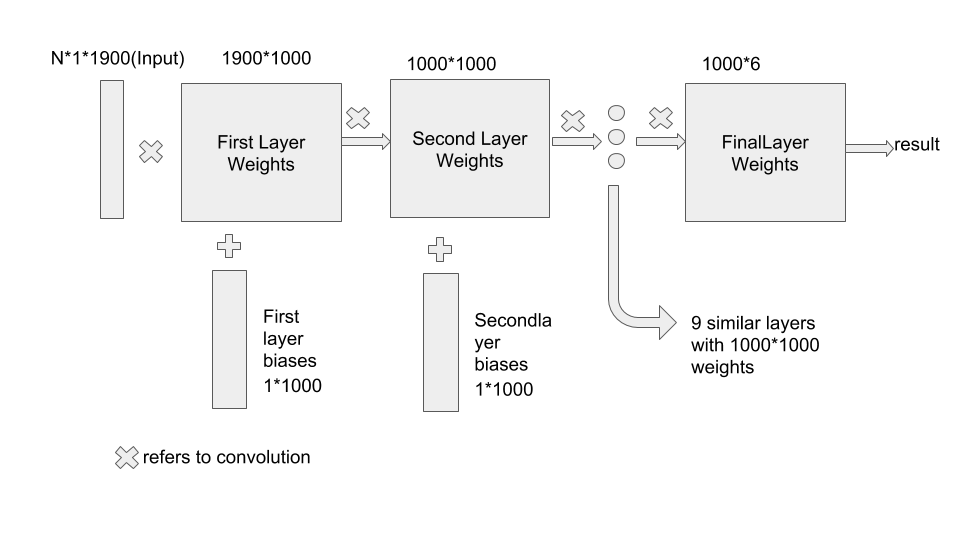 N*1*1900(Input)
1900*1000
1000*1000
1000*6
First Layer
Weights
Second Layer
Weights
FinalLayer
Weights
result
First
layer
biases
1*1000
Secondla
yer
biases
1*1000
9 similar layers
with 1000*1000
weights
refers to convolution